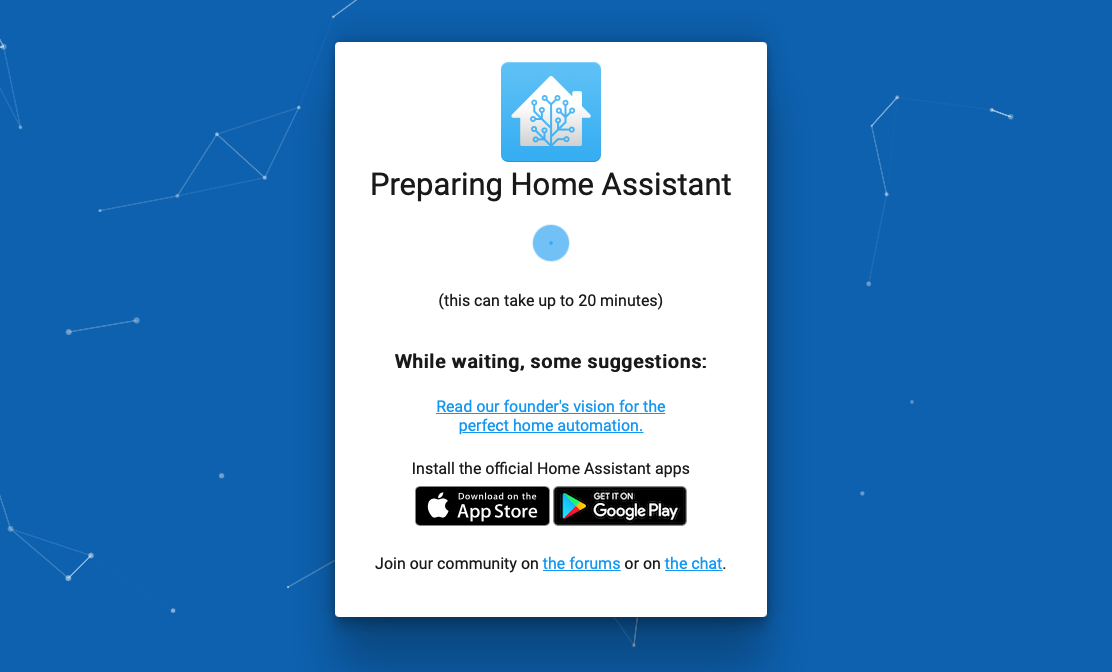 Preparing Home Assistant
(this can take up to 20 minutes)
While waiting, some suggestions:
Read our founder's vision for the
perfect home automation.
Install the official Home Assistant apps
Download on the
App Store
GET IT ON
Google Play
Join our community on the forums or on the chat.